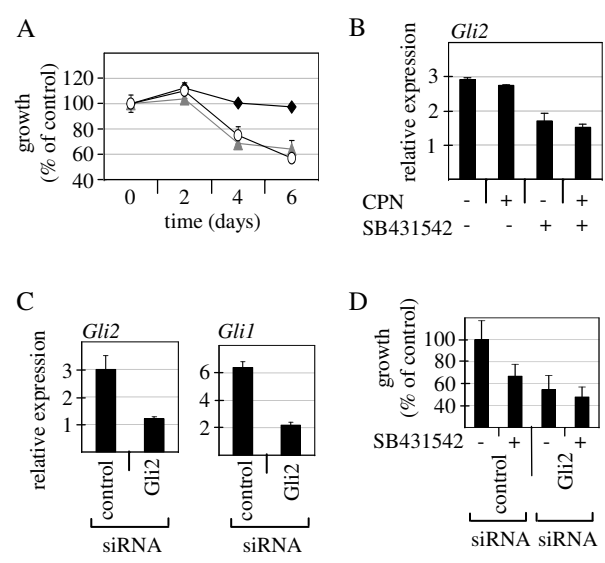 A
growth
(% of control)
120
100
80
60
40
0 2 4 6
time (days)
B
Gli2
relative expression
3
2
1
CPN - + - +
SB431542 - - + +
C
relative expression
Gli2
3
2
1
control Gli2
siRNA
Gli1
6
4
2
control Gli2
siRNA
D
growth
(% of control)
100
80
60
40
SB431542 - + - +
control Gli2
siRNA siRNA